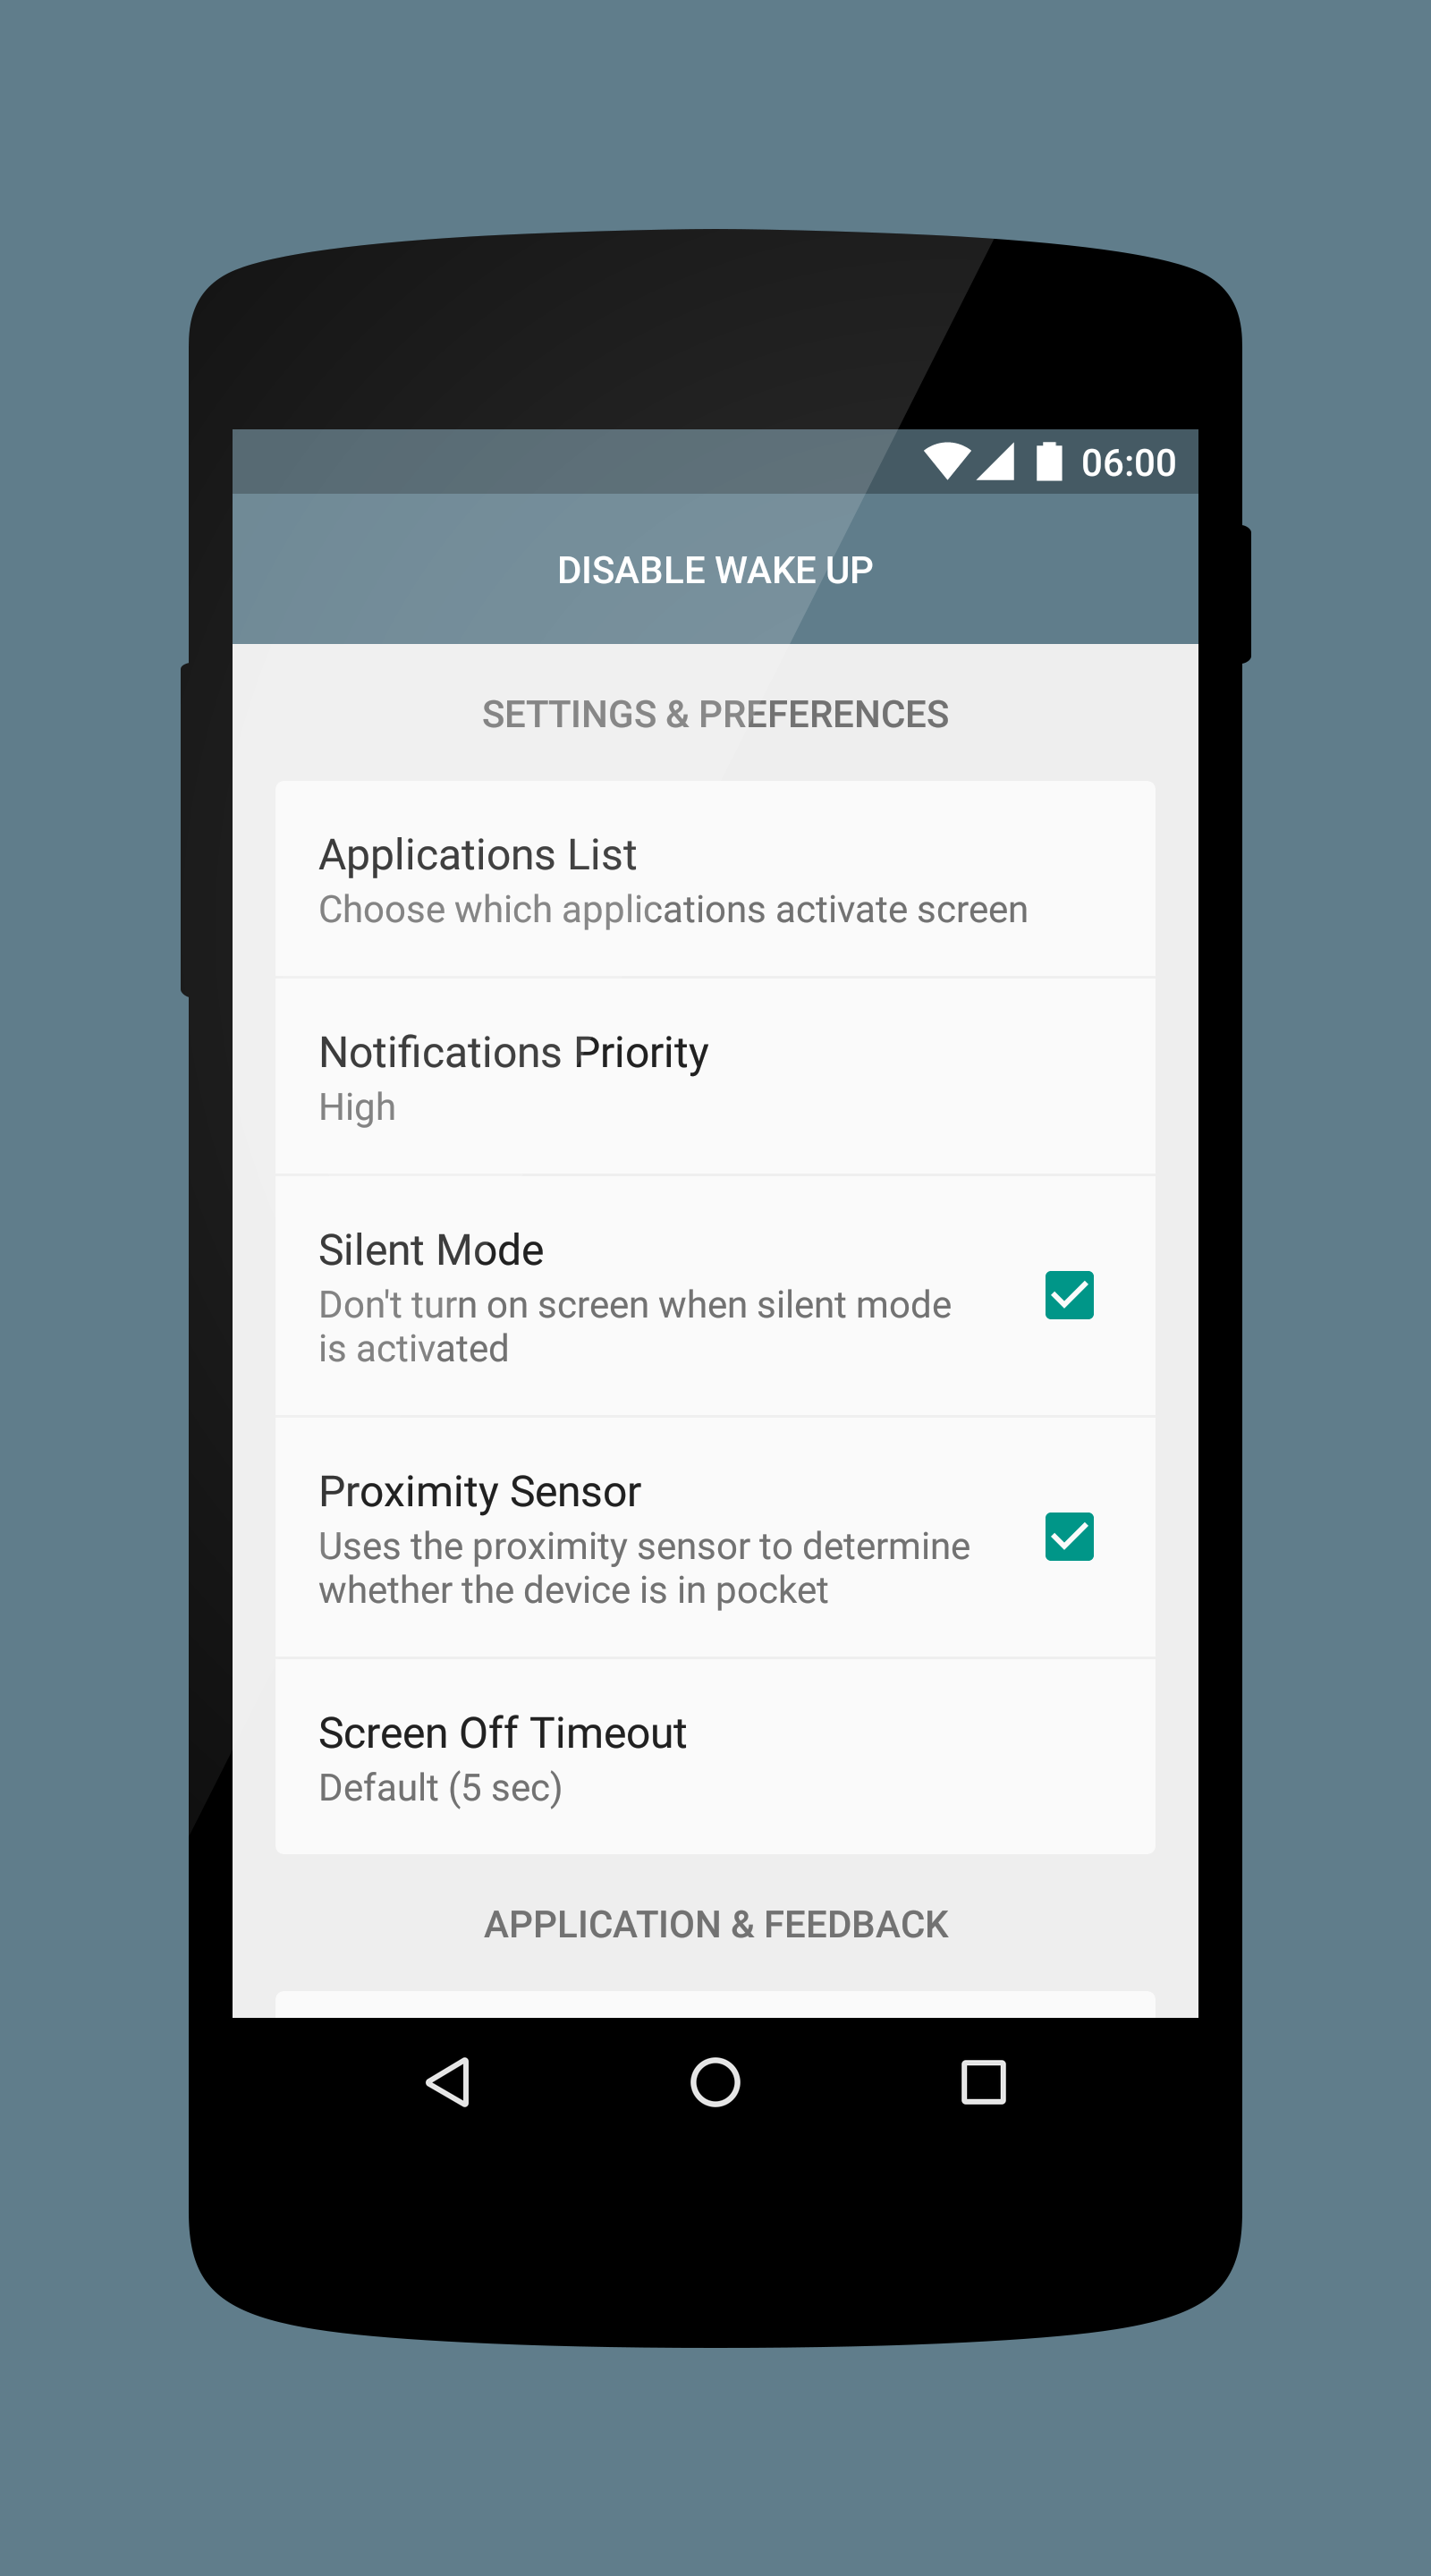 06:00
DISABLE WAKE UP
SETTINGS & PREFERENCES
Applications List
Choose which applications activate screen
Notifications Priority
High
Silent Mode
Don't turn on screen when silent mode
is activated
Proximity Sensor
Uses the proximity sensor to determine
whether the device is in pocket
Screen Off Timeout
Default (5 sec)
APPLICATION & FEEDBACK